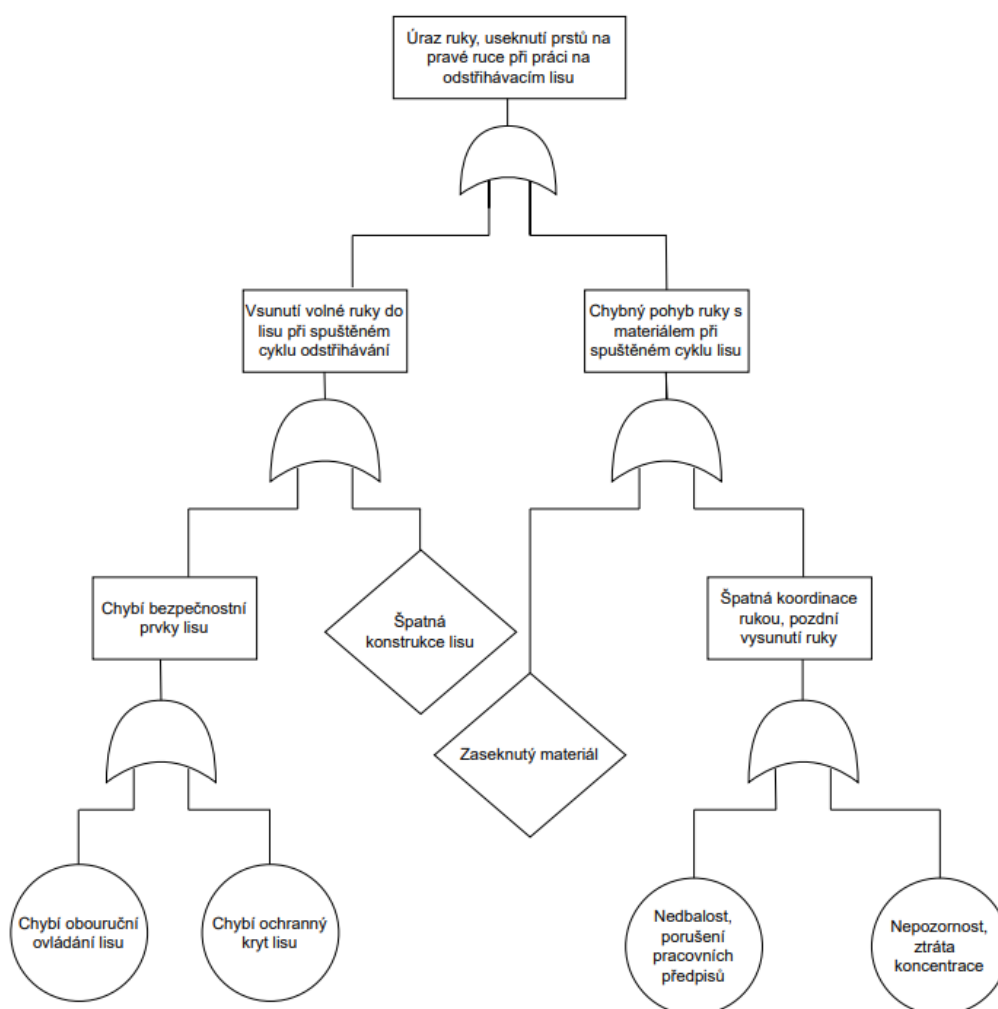 Úraz ruky, useknutí prstů na
pravé ruce při práci na
odstřihávacím lisu
Vsunutí volné ruky do
lisu při spuštěném
cyklu odstřihávání
Chybný pohyb ruky s
materiálem při
spuštěném cyklu lisu
Chybí bezpečnostní
prvky lisu
Špatná
konstrukce lisu
Zaseknutý materiál
Špatná koordinace
rukou, pozdní
vysunutí ruky
Chybí obouruční
ovládání lisu
Chybí ochranný
kryt lisu
Nedbalost,
porušení
pracovních
předpisů
Nepozornost,
ztráta
koncentrace